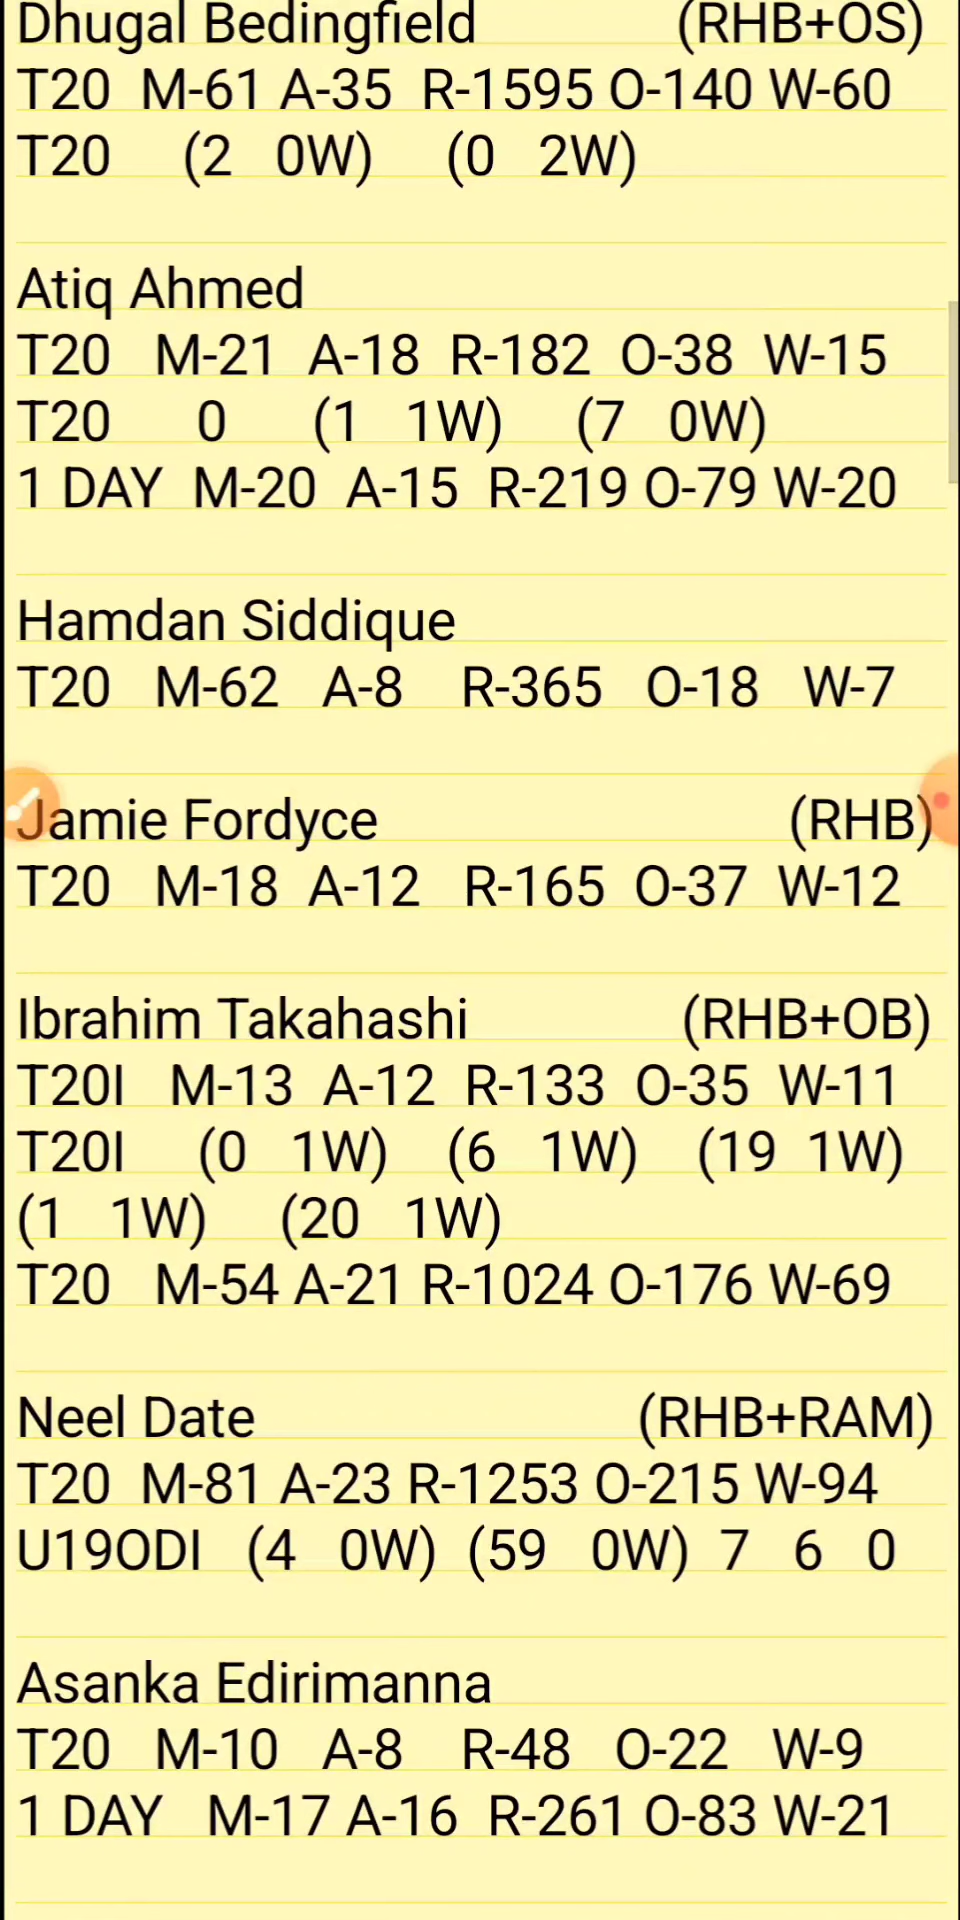 Dhugal Bedingfield (RHB+OS)
T20 M-61 A-35 R-1595 O-140 W-60
T20 (2 0W) (0 2W)
Atiq Ahmed
T20 M-21 A-18 R-182 O-38 W-15
T20 0 (1 1W) (7 0W)
1 DAY M-20 A-15 R-219 O-79 W-20
Hamdan Siddique
T20 M-62 A-8 R-365 O-18 W-7
Jamie Fordyce (RHB)
T20 M-18 A-12 R-165 O-37 W-12
Ibrahim Takahashi (RHB+OB)
T20I M-13 A-12 R-133 O-35 W-11
T20I (0 1W) (6 1W) (19 1W)
(1 1W) (20 1W)
T20 M-54 A-21 R-1024 O-176 W-69
Neel Date (RHB+RAM)
T20 M-81 A-23 R-1253 O-215 W-94
U19ODI (4 0W) (59 0W) 7 6 0
Asanka Edirimanna
T20 M-10 A-8 R-48 O-22 W-9
1 DAY M-17 A-16 R-261 O-83 W-21